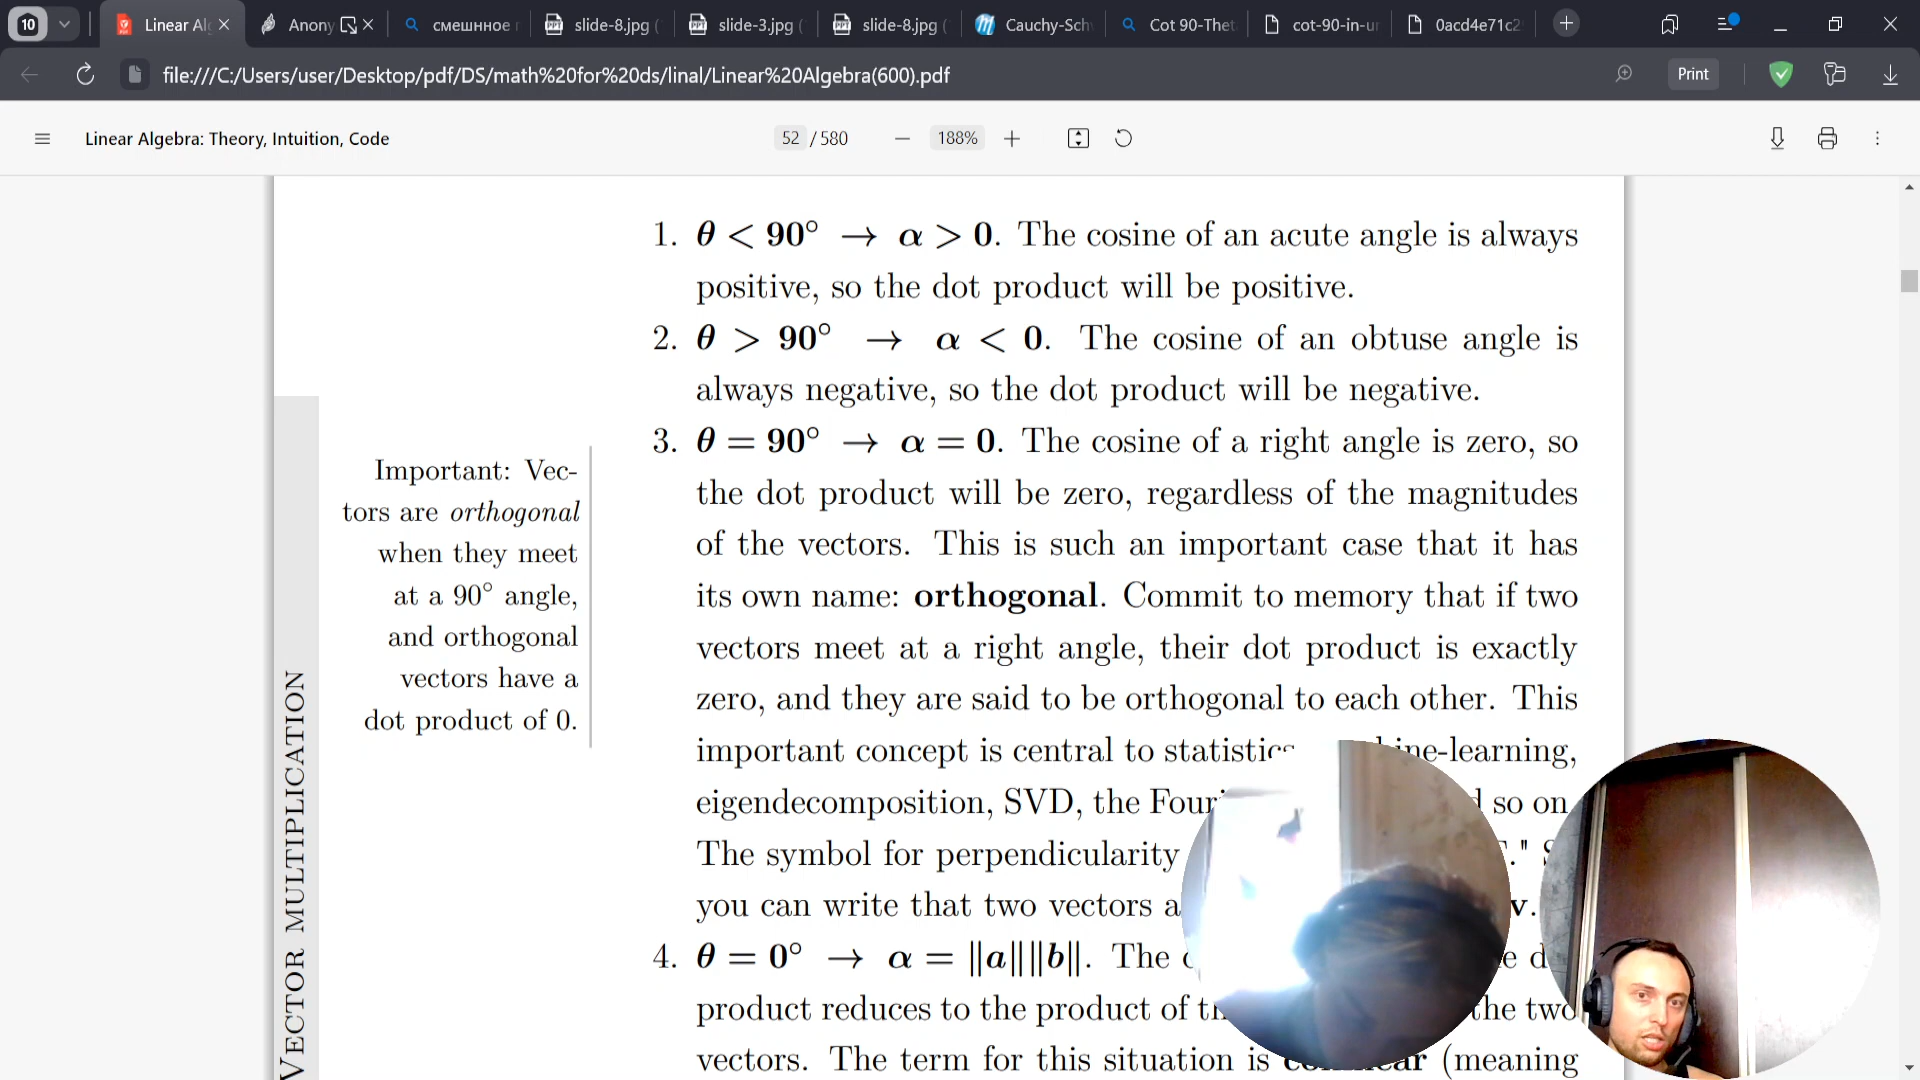 10
Linear Al
Anony
смешнное
slide-8.jpg (
slide-3.jpg (
slide-8.jpg (
Cauchy-Sch
Cot 90-Thet
cot-90-in-u
0acd4e71c2
file:///C:/Users/user/Desktop/pdf/DS/math%20for%20ds/linal/Linear%20Algebra(600).pdf
Print
Linear Algebra: Theory, Intuition, Code
52 / 580
188%
1. θ < 90° → α > 0. The cosine of an acute angle is always
positive, so the dot product will be positive.
2. θ > 90° → α < 0. The cosine of an obtuse angle is
always negative, so the dot product will be negative.
3. θ = 90° → α = 0. The cosine of a right angle is zero, so
the dot product will be zero, regardless of the magnitudes
of the vectors. This is such an important case that it has
its own name: orthogonal. Commit to memory that if two
vectors meet at a right angle, their dot product is exactly
zero, and they are said to be orthogonal to each other. This
important concept is central to statistics ine-learning,
eigendecomposition, SVD, the Four so on
The symbol for perpendicularity
you can write that two vectors a v.
4. θ = 0° → α = ||a||||b||. The
product reduces to the product of the two
vectors. The term for this situation is (meaning
Important: Vec-
tors are orthogonal
when they meet
at a 90° angle,
and orthogonal
vectors have a
dot product of 0.
VECTOR MULTIPLICATION